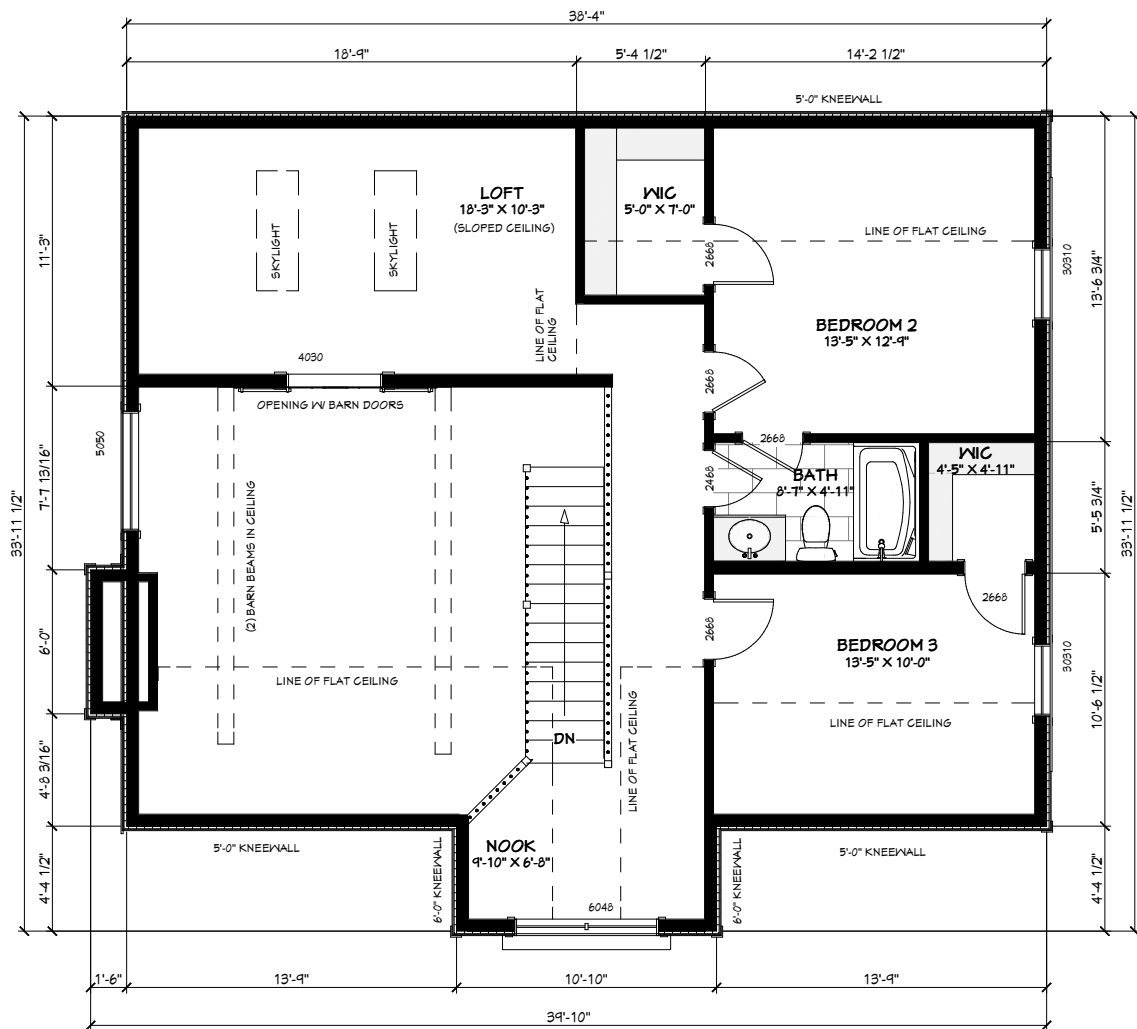 38'-4"
18'-9"
5'-4 1/2"
14'-2 1/2"
5'-0" KNEEWALL
LOFT
18'-3" X 10'-3"
(SLOPED CEILING)
SKYLIGHT
SKYLIGHT
WIC
5'-0" X 7'-0"
2668
LINE OF FLAT CEILING
30310
11'-3"
13'-6 3/4"
LINE OF FLAT
CEILING
BEDROOM 2
13'-5" X 12'-9"
4030
2668
OPENING W/ BARN DOORS
5050
2668
WIC
4'-5" X 4'-11"
BATH
8'-7" X 4'-11"
2468
7'-7 13/16"
33'-11 1/2"
5'-5 3/4"
33'-11 1/2"
(2) BARN BEAMS IN CEILING
2668
2668
6'-0"
BEDROOM 3
13'-5" X 10'-0"
30310
LINE OF FLAT CEILING
LINE OF FLAT CEILING
LINE OF FLAT CEILING
10'-6 1/2"
DN
4'-8 3/16"
5'-0" KNEEWALL
6'-0" KNEEWALL
NOOK
9'-10" X 6'-8"
6'-0" KNEEWALL
5'-0" KNEEWALL
4'-4 1/2"
4'-4 1/2"
6048
1'-6"
13'-9"
10'-10"
13'-9"
39'-10"